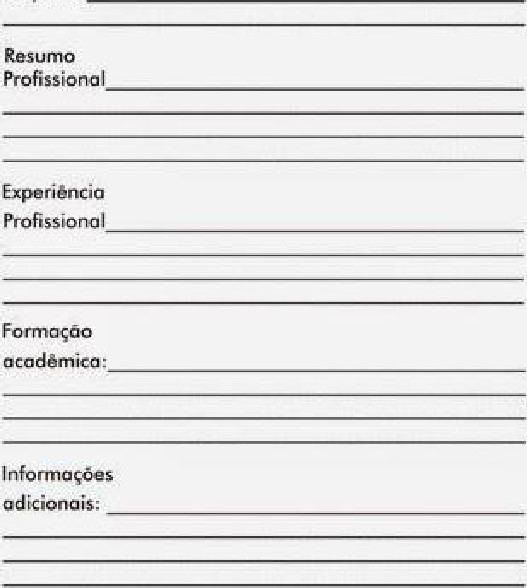 Resumo
Profissional
Experiência
Profissional
Formação
acadêmica:
Informações
adicionais: